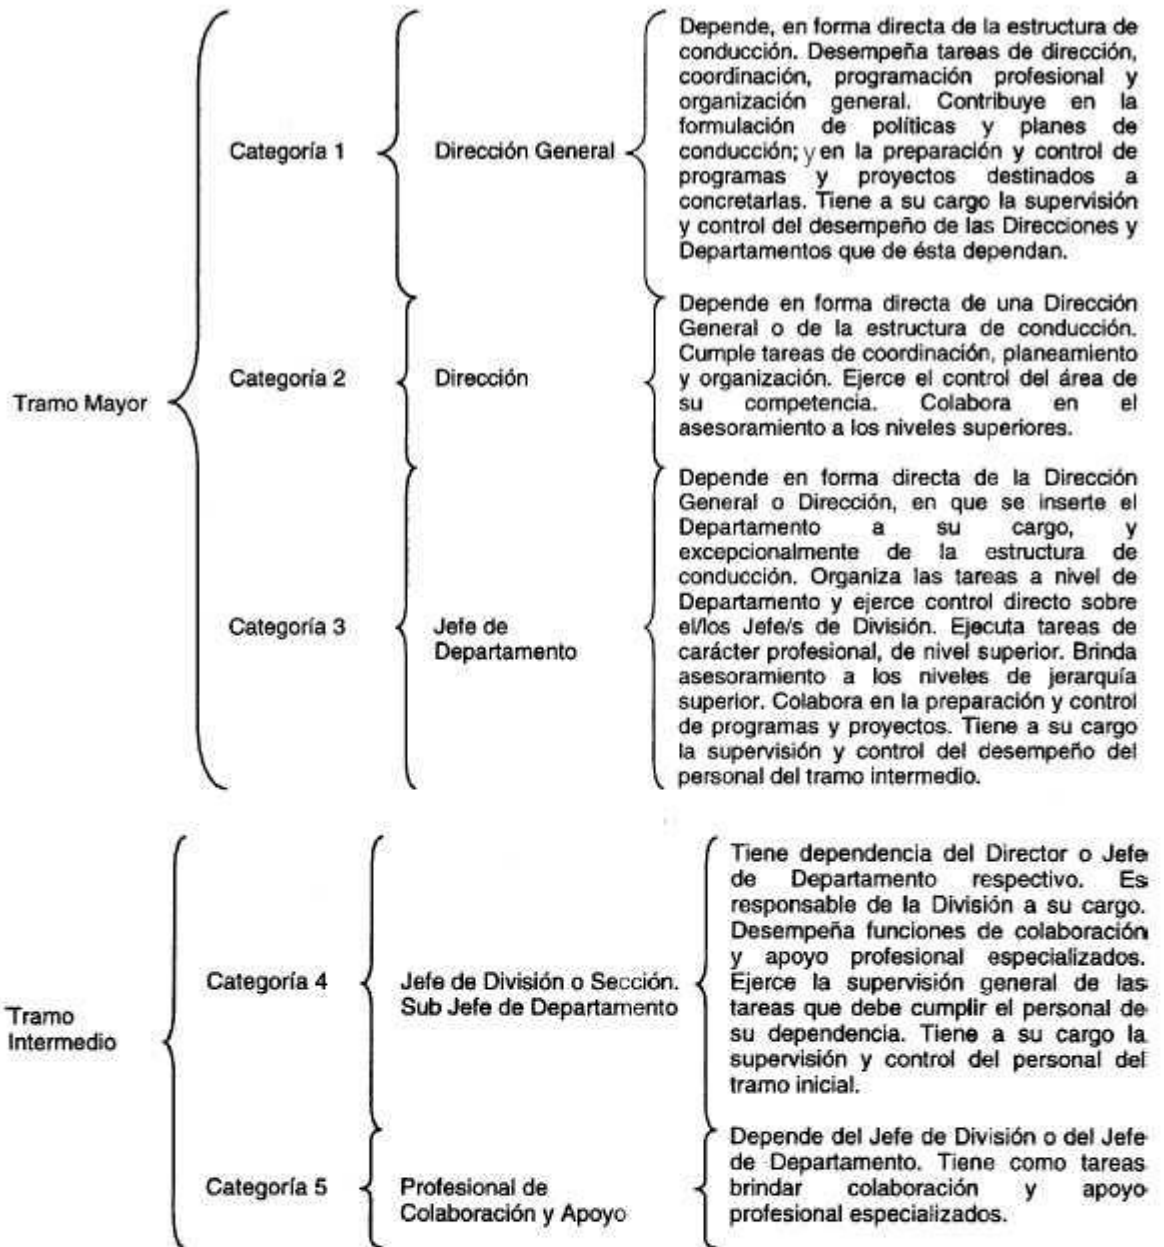 Tramo Mayor
Categoría 1
Dirección General
Depende, en forma directa de la estructura de
conducción. Desempeña tareas de dirección,
coordinación, programación profesional y
organización general. Contribuye en la
formulación de políticas y planes de
conducción; y en la preparación y control de
programas y proyectos destinados a
concretarlas. Tiene a su cargo la supervisión
y control del desempeño de las Direcciones y
Departamentos que de ésta dependan.
Categoría 2
Dirección
Depende en forma directa de una Dirección
General o de la estructura de conducción.
Cumple tareas de coordinación, planeamiento
y organización. Ejerce el control del área de
su competencia. Colabora en el
asesoramiento a los niveles superiores.
Categoría 3
Jefe de
Departamento
Depende en forma directa de la Dirección
General o Dirección, en que se inserte el
Departamento a su cargo, y
excepcionalmente de la estructura de
conducción. Organiza las tareas a nivel de
Departamento y ejerce control directo sobre
el/los Jefe/s de División. Ejecuta tareas de
carácter profesional, de nivel superior. Brinda
asesoramiento a los niveles de jerarquía
superior. Colabora en la preparación y control
de programas y proyectos. Tiene a su cargo
la supervisión y control del desempeño del
personal del tramo intermedio.
Tramo
Intermedio
Categoría 4
Jefe de División o Sección.
Sub Jefe de Departamento
Tiene dependencia del Director o Jefe
de Departamento respectivo. Es
responsable de la División a su cargo.
Desempeña funciones de colaboración
y apoyo profesional especializados.
Ejerce la supervisión general de las
tareas que debe cumplir el personal de
su dependencia. Tiene a su cargo la
supervisión y control del personal del
tramo inicial.
Categoría 5
Profesional de
Colaboración y Apoyo
Depende del Jefe de División o del Jefe
de Departamento. Tiene como tareas
brindar colaboración y apoyo
profesional especializados.